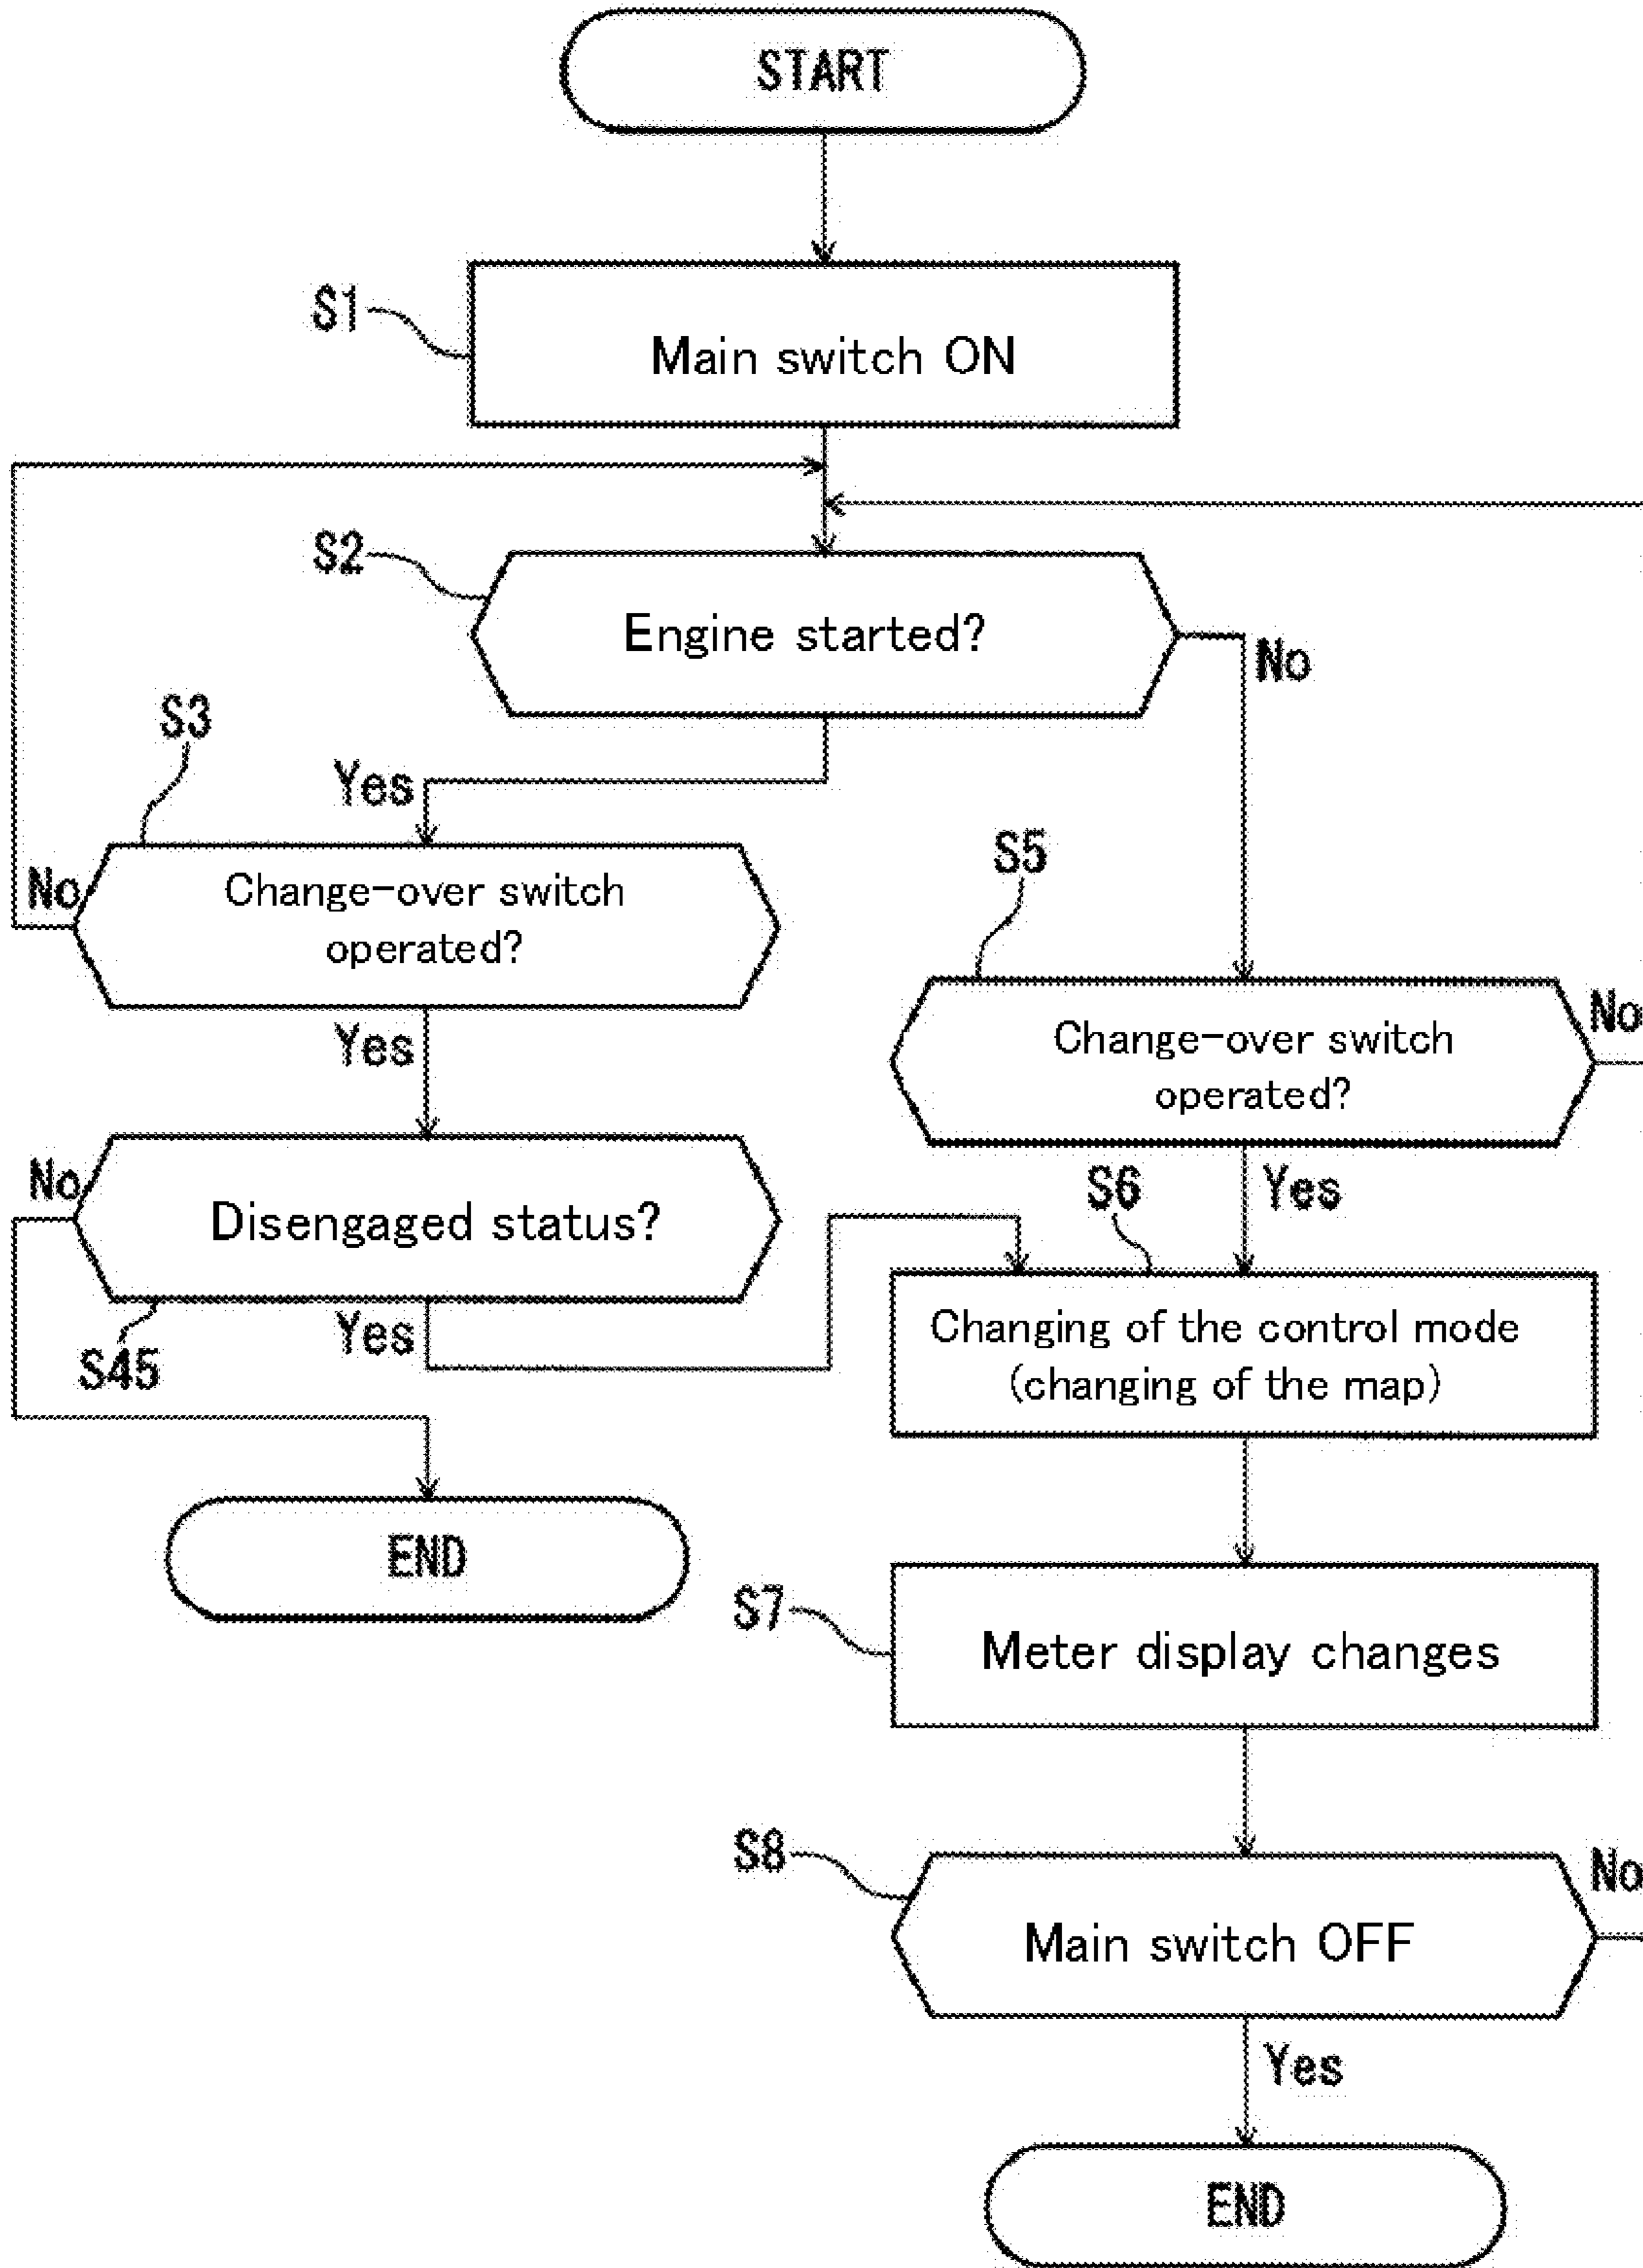 START
S1
Main switch ON
S2
Engine started?
No
S3
Yes
No
Change-over switch
operated?
S5
No
Change-over switch
operated?
Yes
Yes
No
Disengaged status?
S45
Yes
S6
Changing of the control mode
(changing of the map)
END
S7
Meter display changes
S8
No
Main switch OFF
Yes
END